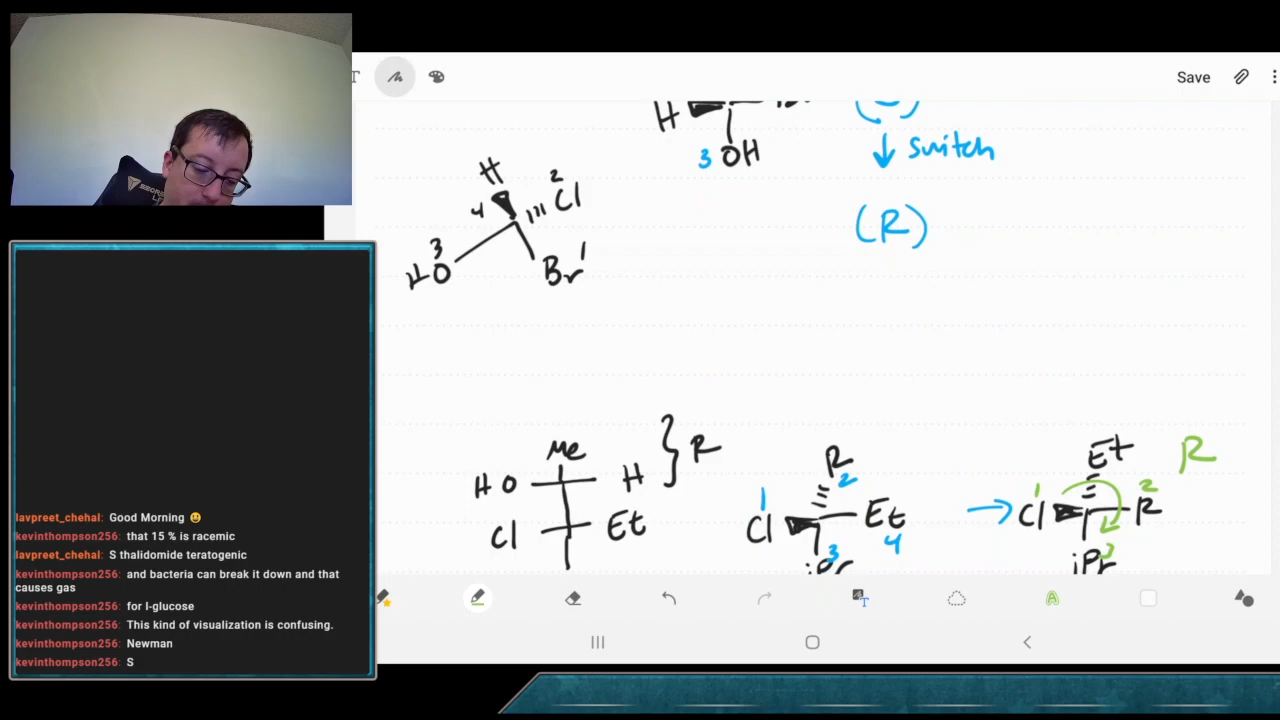 T
Save
H
3 OH
switch
(R)
H
2
4
Cl
3
HO
Br 1
Me
HO
H
R
Cl
Et
R
2
1
Cl
Et
4
3
iPr
Et
R
1
2
Cl
R
3
iPr
lavpreet_chehal: Good Morning 😃
kevinthompson256: that 15 % is racemic
lavpreet_chehal: S thalidomide teratogenic
kevinthompson256: and bacteria can break it down and that
causes gas
kevinthompson256: for l-glucose
kevinthompson256: This kind of visualization is confusing.
kevinthompson256: Newman
kevinthompson256: S